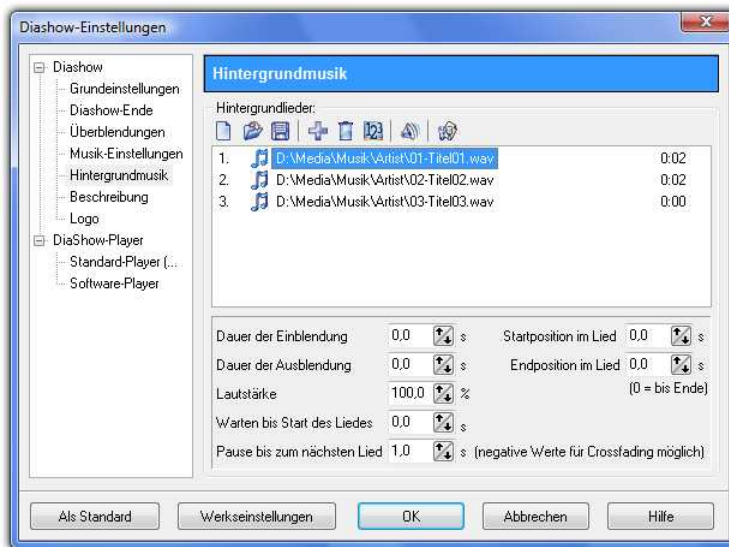 Diashow-Einstellungen
Diashow
Grundeinstellungen
Diashow-Ende
Überblendungen
Musik-Einstellungen
Hintergrundmusik
Beschreibung
Logo
DiaShow-Player
Standard-Player (...
Software-Player
Hintergrundmusik
Hintergrundlieder:
1. D:\Media\Musik\Artist\01-Titel01.wav 0:02
2. D:\Media\Musik\Artist\02-Titel02.wav 0:02
3. D:\Media\Musik\Artist\03-Titel03.wav 0:00
Dauer der Einblendung 0,0 s Startposition im Lied 0,0 s
Dauer der Ausblendung 0,0 s Endposition im Lied 0,0 s
Lautstärke 100,0 % (0 = bis Ende)
Warten bis Start des Liedes 0,0 s
Pause bis zum nächsten Lied 1,0 s (negative Werte für Crossfading möglich)
Als Standard Werkseinstellungen OK Abbrechen Hilfe